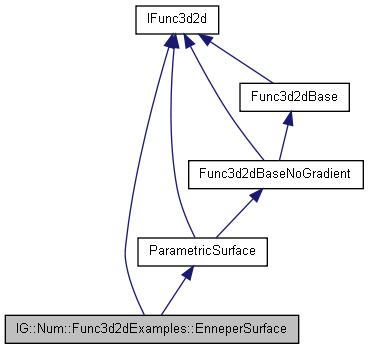 IFunc3d2d
Func3d2dBase
Func3d2dBaseNoGradient
ParametricSurface
IG::Num::Func3d2dExamples::EnneperSurface